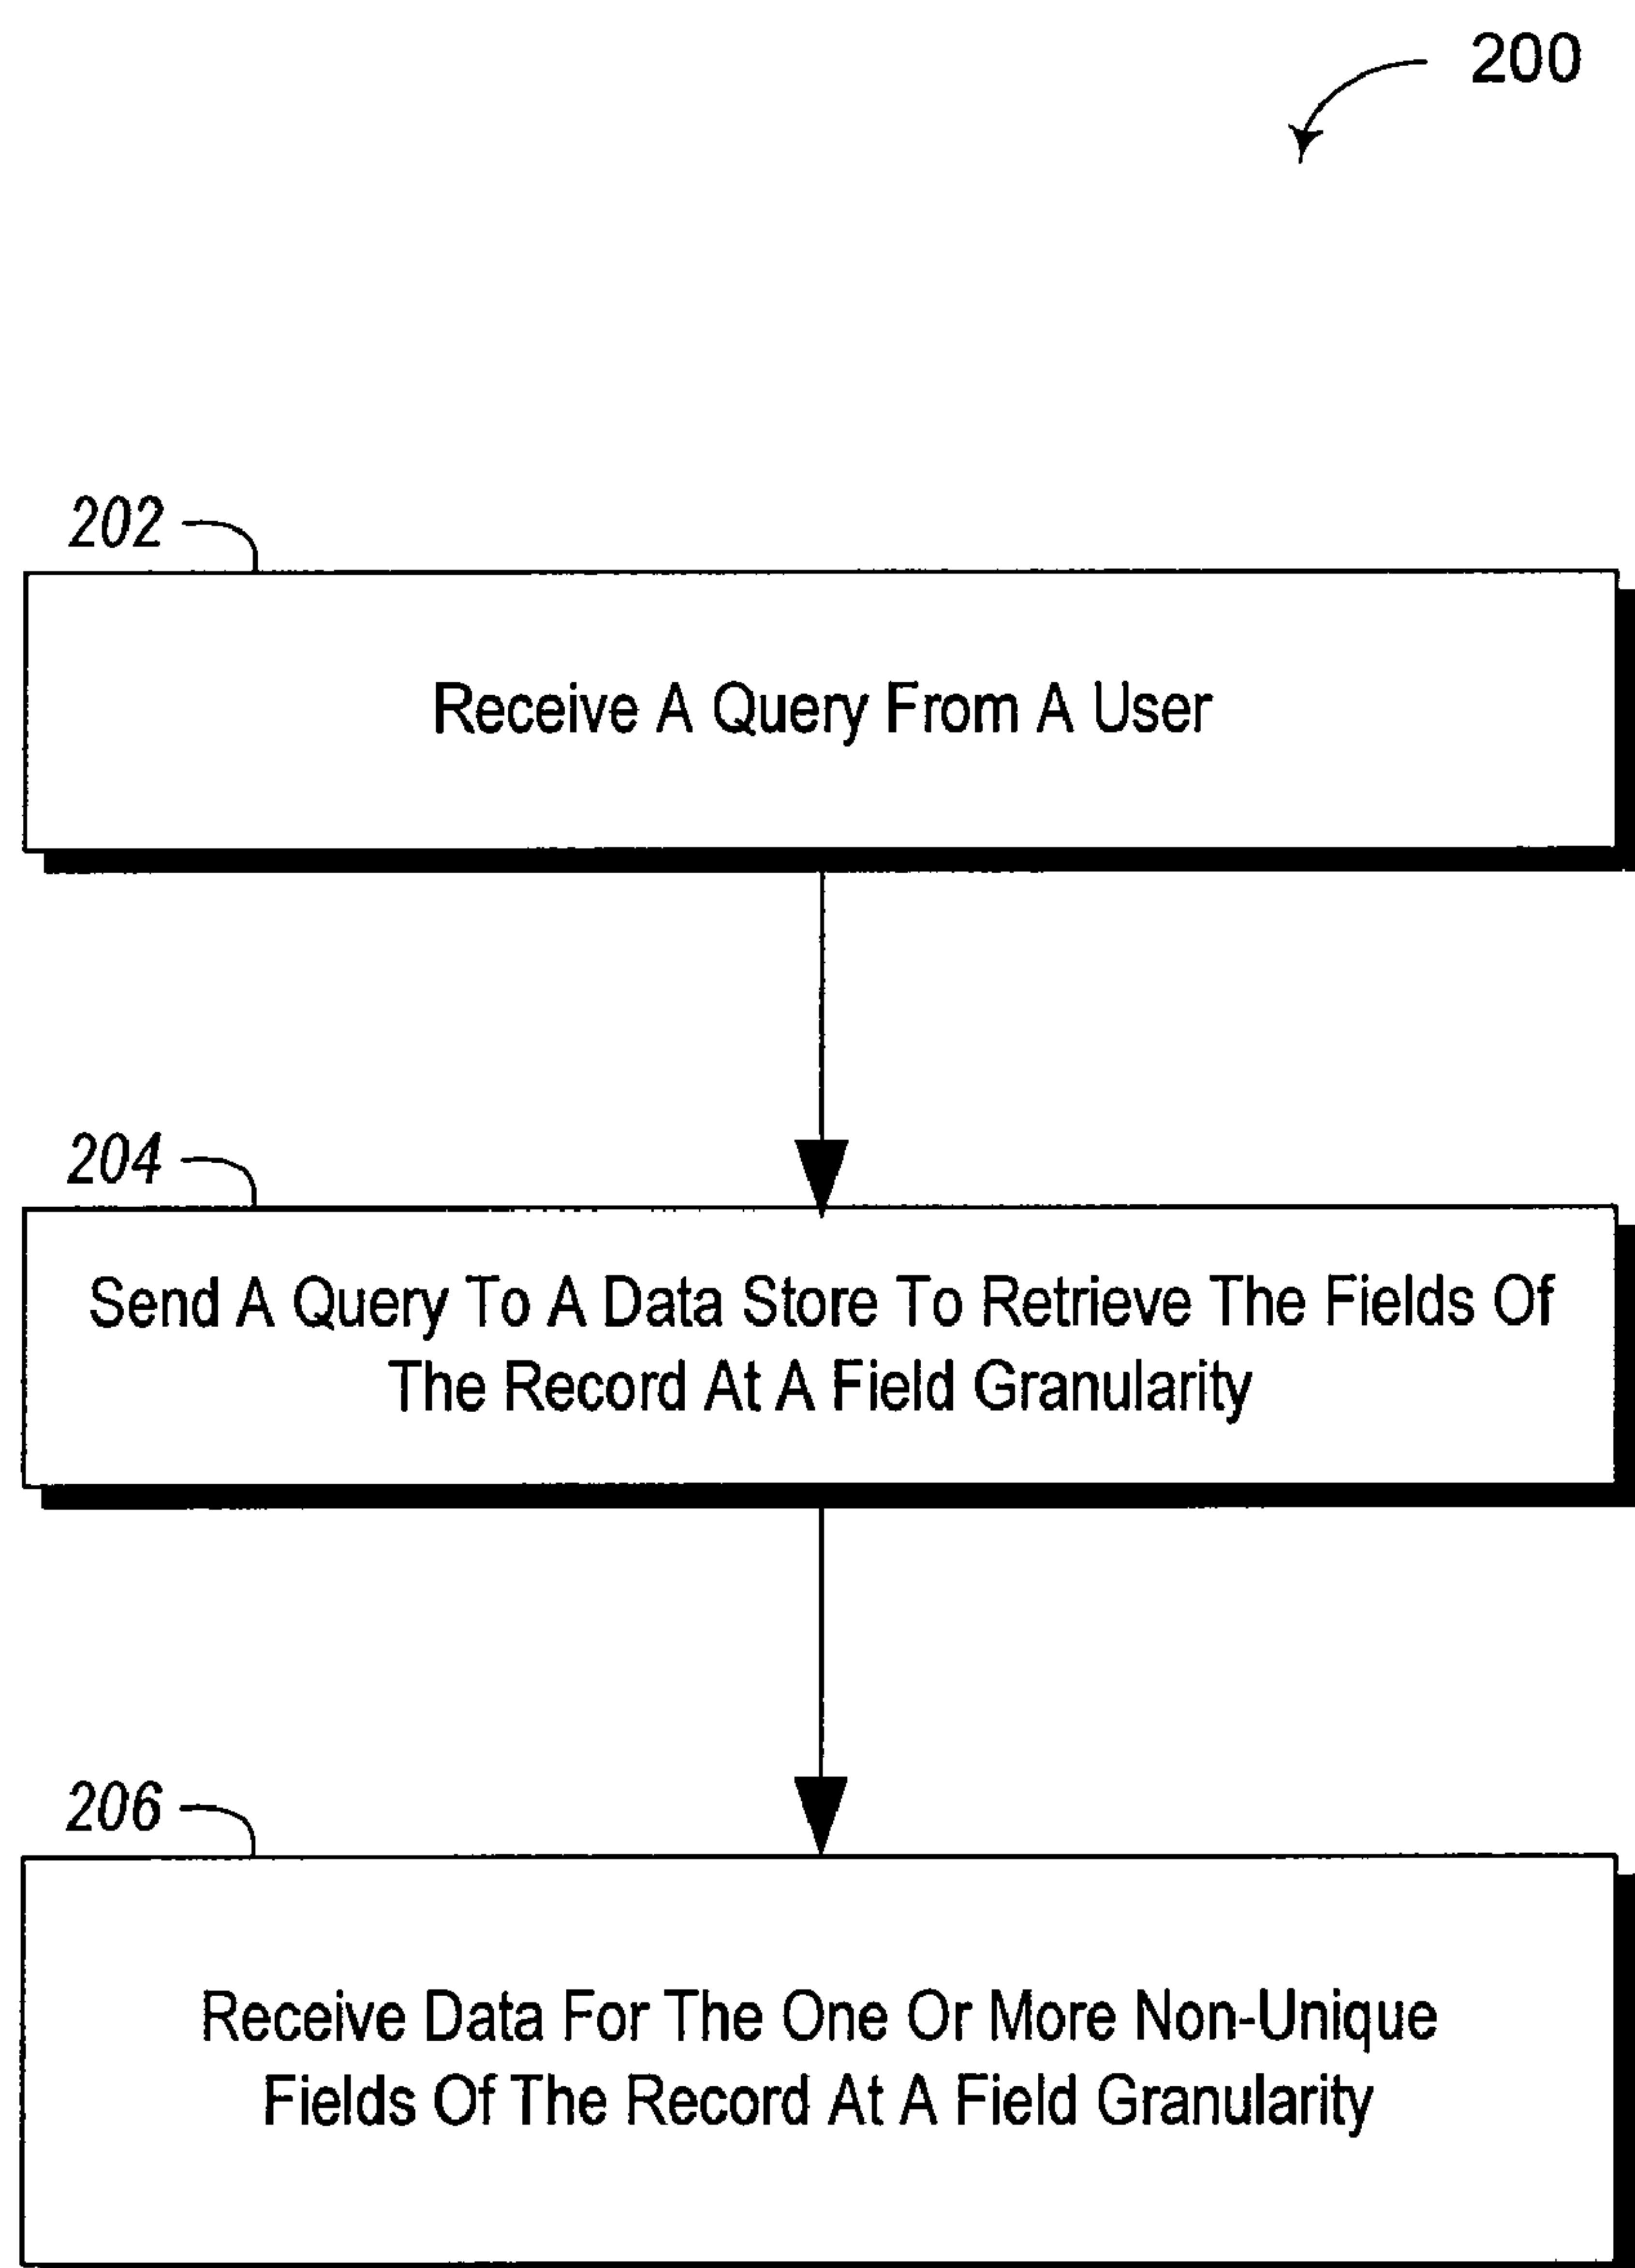 200
202
Receive A Query From A User
204
Send A Query To A Data Store To Retrieve The Fields Of
The Record At A Field Granularity
206
Receive Data For The One Or More Non-Unique
Fields Of The Record At A Field Granularity